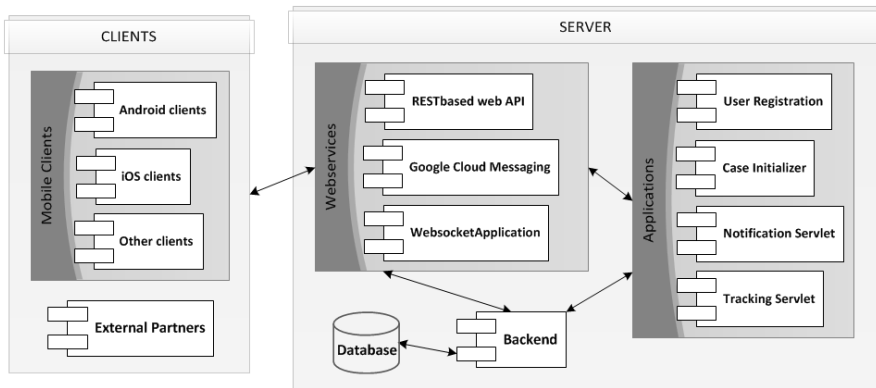 CLIENTS
Mobile Clients
Android clients
iOS clients
Other clients
External Partners
SERVER
Webservices
RESTbased web API
Google Cloud Messaging
WebsocketApplication
Applications
User Registration
Case Initializer
Notification Servlet
Tracking Servlet
Database
Backend